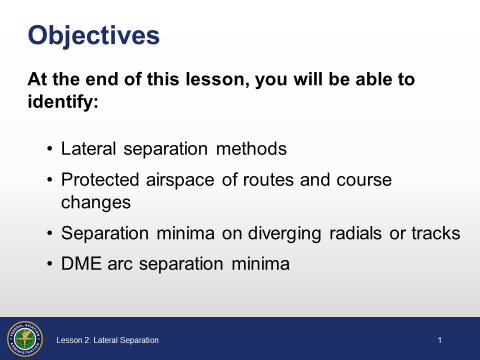 Objectives
At the end of this lesson, you will be able to
identify:
• Lateral separation methods
• Protected airspace of routes and course
changes
• Separation minima on diverging radials or tracks
• DME arc separation minima
Lesson 2: Lateral Separation
1